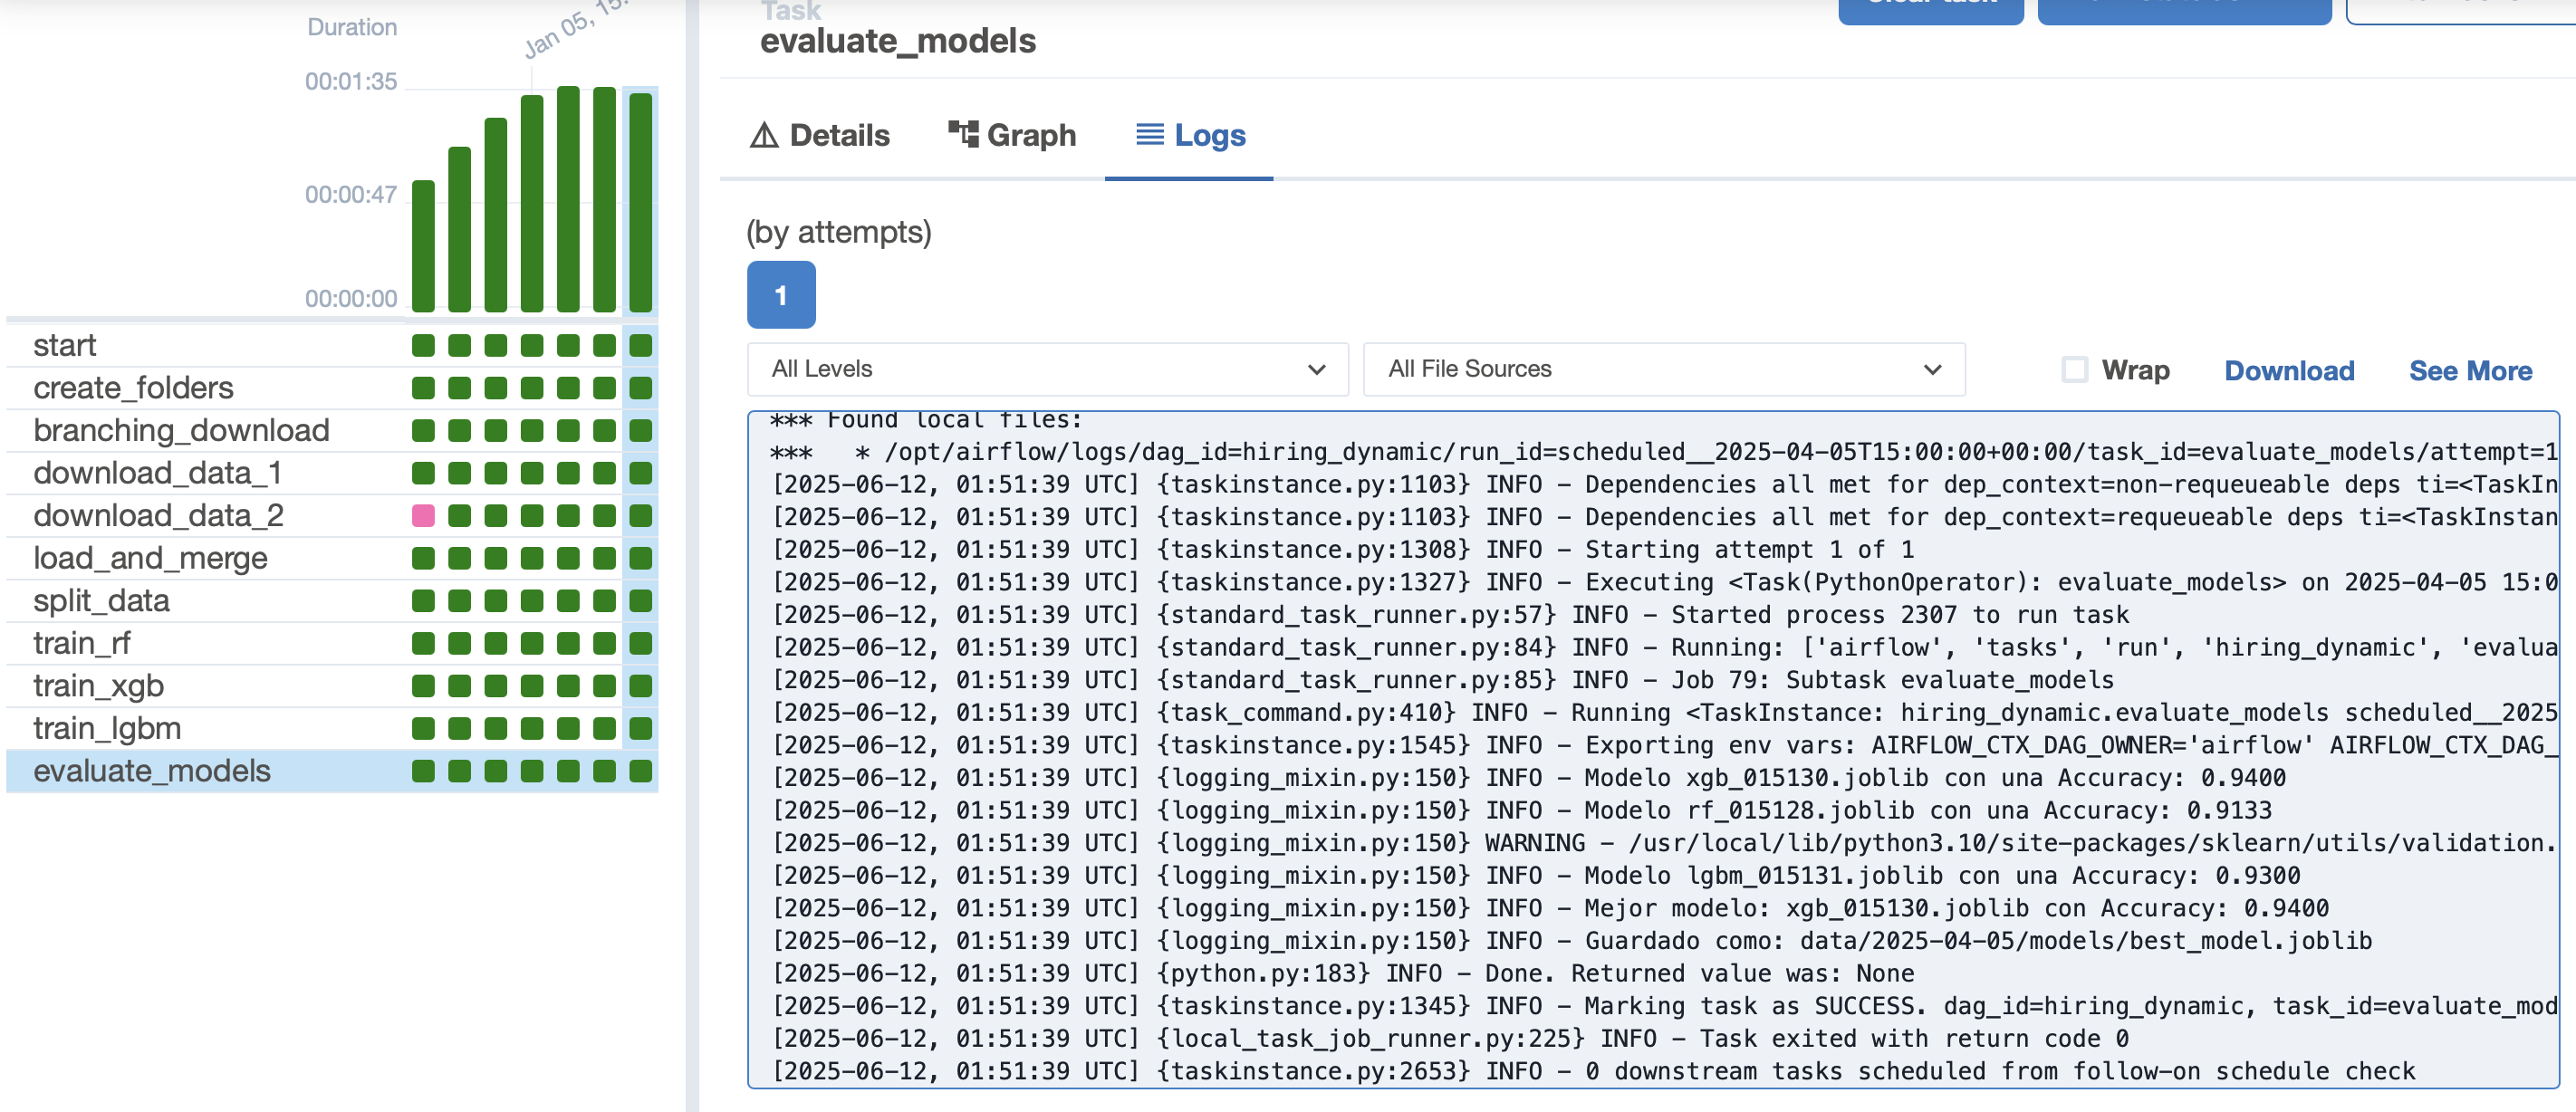 Duration
Jan 05, 15:
00:01:35
00:00:47
00:00:00
start
create_folders
branching_download
download_data_1
download_data_2
load_and_merge
split_data
train_rf
train_xgb
train_lgbm
evaluate_models
Task
evaluate_models
Clear task
Details Graph Logs
(by attempts)
1
All Levels All File Sources Wrap Download See More
*** Found local files:
***   * /opt/airflow/logs/dag_id=hiring_dynamic/run_id=scheduled__2025-04-05T15:00:00+00:00/task_id=evaluate_models/attempt=1
[2025-06-12, 01:51:39 UTC] {taskinstance.py:1103} INFO - Dependencies all met for dep_context=non-requeueable deps ti=<TaskIn
[2025-06-12, 01:51:39 UTC] {taskinstance.py:1103} INFO - Dependencies all met for dep_context=requeueable deps ti=<TaskInstan
[2025-06-12, 01:51:39 UTC] {taskinstance.py:1308} INFO - Starting attempt 1 of 1
[2025-06-12, 01:51:39 UTC] {taskinstance.py:1327} INFO - Executing <Task(PythonOperator): evaluate_models> on 2025-04-05 15:0
[2025-06-12, 01:51:39 UTC] {standard_task_runner.py:57} INFO - Started process 2307 to run task
[2025-06-12, 01:51:39 UTC] {standard_task_runner.py:84} INFO - Running: ['airflow', 'tasks', 'run', 'hiring_dynamic', 'evalua
[2025-06-12, 01:51:39 UTC] {standard_task_runner.py:85} INFO - Job 79: Subtask evaluate_models
[2025-06-12, 01:51:39 UTC] {task_command.py:410} INFO - Running <TaskInstance: hiring_dynamic.evaluate_models scheduled__2025
[2025-06-12, 01:51:39 UTC] {taskinstance.py:1545} INFO - Exporting env vars: AIRFLOW_CTX_DAG_OWNER='airflow' AIRFLOW_CTX_DAG_
[2025-06-12, 01:51:39 UTC] {logging_mixin.py:150} INFO - Modelo xgb_015130.joblib con una Accuracy: 0.9400
[2025-06-12, 01:51:39 UTC] {logging_mixin.py:150} INFO - Modelo rf_015128.joblib con una Accuracy: 0.9133
[2025-06-12, 01:51:39 UTC] {logging_mixin.py:150} WARNING - /usr/local/lib/python3.10/site-packages/sklearn/utils/validation.
[2025-06-12, 01:51:39 UTC] {logging_mixin.py:150} INFO - Modelo lgbm_015131.joblib con una Accuracy: 0.9300
[2025-06-12, 01:51:39 UTC] {logging_mixin.py:150} INFO - Mejor modelo: xgb_015130.joblib con Accuracy: 0.9400
[2025-06-12, 01:51:39 UTC] {logging_mixin.py:150} INFO - Guardado como: data/2025-04-05/models/best_model.joblib
[2025-06-12, 01:51:39 UTC] {python.py:183} INFO - Done. Returned value was: None
[2025-06-12, 01:51:39 UTC] {taskinstance.py:1345} INFO - Marking task as SUCCESS. dag_id=hiring_dynamic, task_id=evaluate_mod
[2025-06-12, 01:51:39 UTC] {local_task_job_runner.py:225} INFO - Task exited with return code 0
[2025-06-12, 01:51:39 UTC] {taskinstance.py:2653} INFO - 0 downstream tasks scheduled from follow-on schedule check